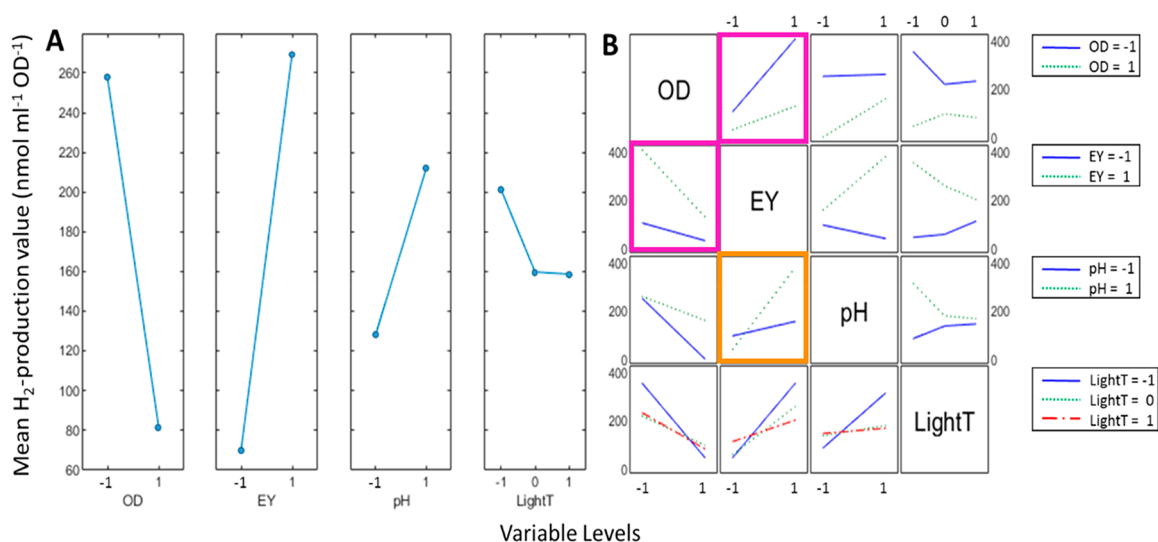 A
Mean H2-production value (nmol ml-1 OD-1)
260
240
220
200
180
160
140
120
100
80
60
-1 1
OD
-1 1
EY
-1 1
pH
-1 0 1
LightT
Variable Levels
B
-1 1 -1 1 -1 0 1
OD
400
200
0
OD = -1
OD = 1
400
200
0
EY
EY = -1
EY = 1
400
200
0
pH
400
200
0
pH = -1
pH = 1
400
200
0
LightT
LightT = -1
LightT = 0
LightT = 1
-1 1 -1 1 -1 1